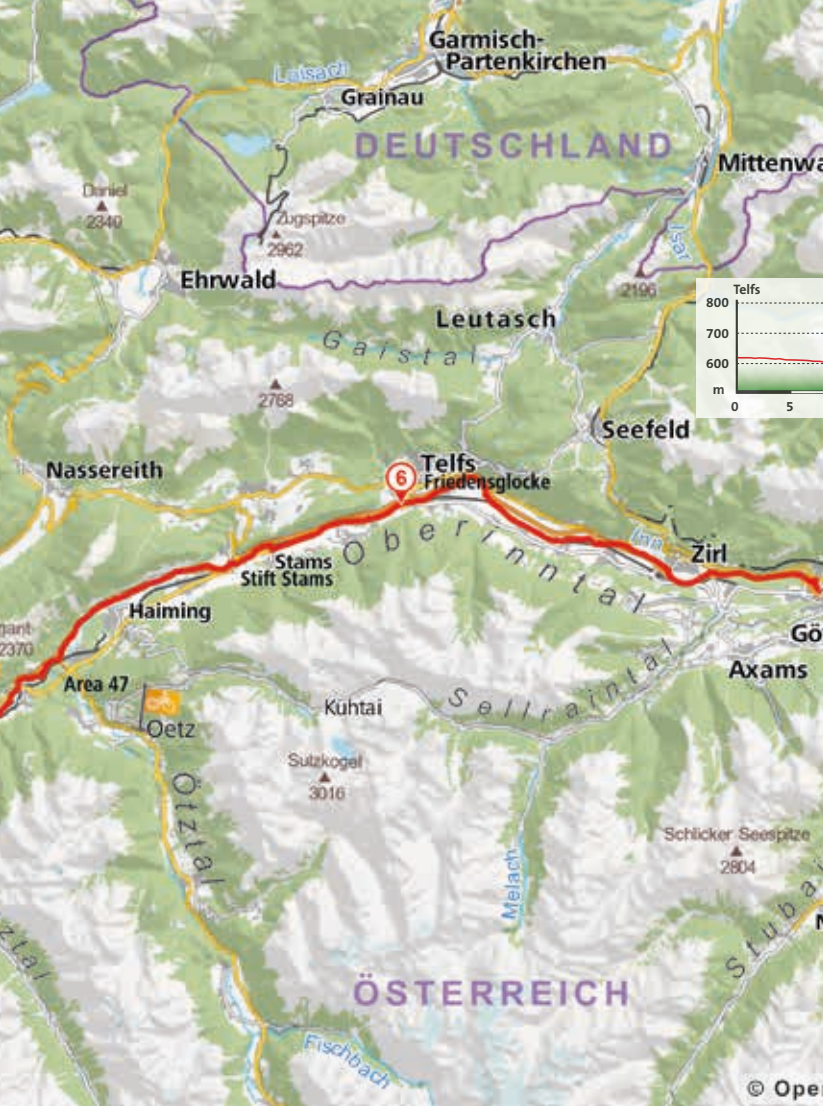 Garmisch-
Partenkirchen
Loisach
Grainau
DEUTSCHLAND
Mittenwa
Daniel
2340
Zugspitze
2962
Isar
Ehrwald
2196
Telfs
800
700
600
m
0 5
Leutasch
Gaistal
2768
Seefeld
Nassereith
6
Telfs
Friedensglocke
Inn
Zirl
Oberinntal
Stams
Stift Stams
Haiming
2370
Gö
Axams
Area 47
Sellraintal
Kühtai
Oetz
Sulzkogel
3016
Ötztal
Schlicker Seespitze
2804
Melach
Stubai
N
ztal
ÖSTERREICH
Fischbach
© Ope